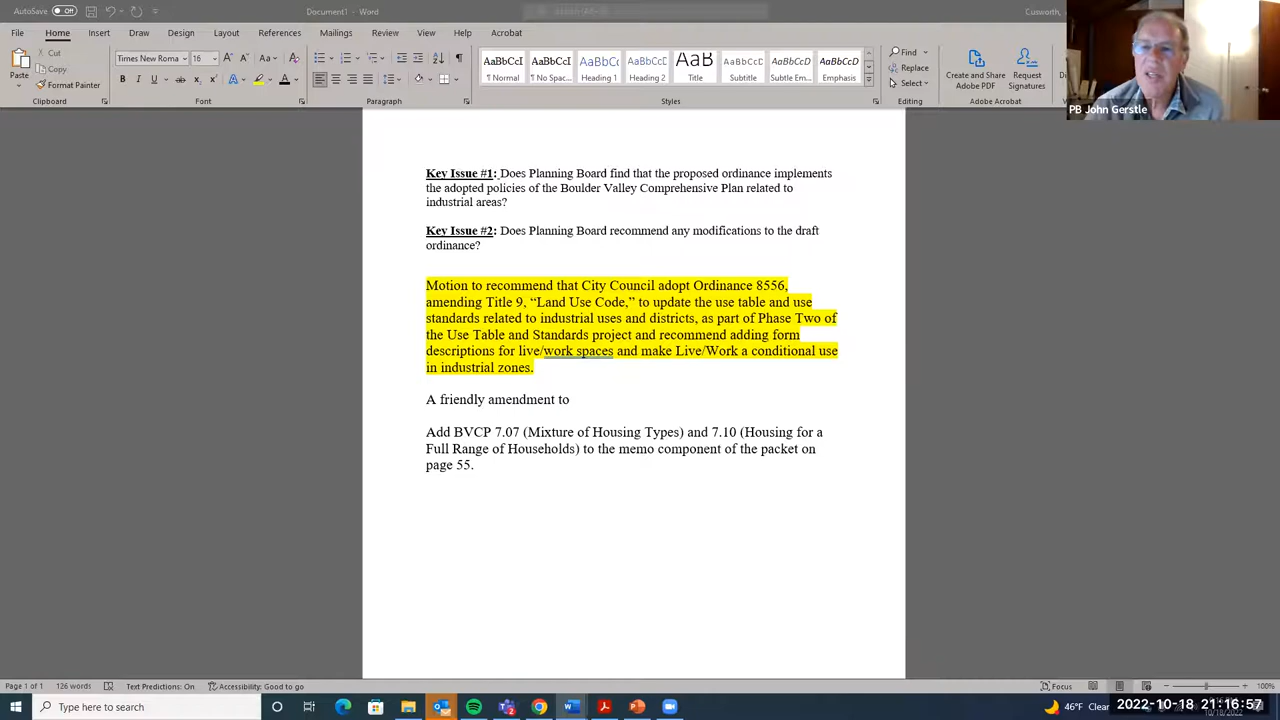 AutoSave Off
Document1 - Word
Cusworth,
File Home Insert Draw Design Layout References Mailings Review View Help Acrobat
Paste
Cut
Copy
Format Painter
Times New Roma 16
Find
Replace
Select
AaBbCcI AaBbCcI AaBbC AaBbCcD AaB AaBbCcD AaBbCcD AaBbCcD
¶ Normal ¶ No Spac... Heading 1 Heading 2 Title Subtitle Subtle Em... Emphasis
Create and Share Adobe PDF
Request Signatures
Clipboard Font Paragraph Styles Editing Adobe Acrobat
PB John Gerstle
Key Issue #1: Does Planning Board find that the proposed ordinance implements
the adopted policies of the Boulder Valley Comprehensive Plan related to
industrial areas?
Key Issue #2: Does Planning Board recommend any modifications to the draft
ordinance?
Motion to recommend that City Council adopt Ordinance 8556,
amending Title 9, “Land Use Code,” to update the use table and use
standards related to industrial uses and districts, as part of Phase Two of
the Use Table and Standards project and recommend adding form
descriptions for live/work spaces and make Live/Work a conditional use
in industrial zones.
A friendly amendment to
Add BVCP 7.07 (Mixture of Housing Types) and 7.10 (Housing for a
Full Range of Households) to the memo component of the packet on
page 55.
Page 1 of 1 126 words Text Predictions: On Accessibility: Good to go Focus 100%
Type here to search
46°F Clear
2022-10-18 21:16:57